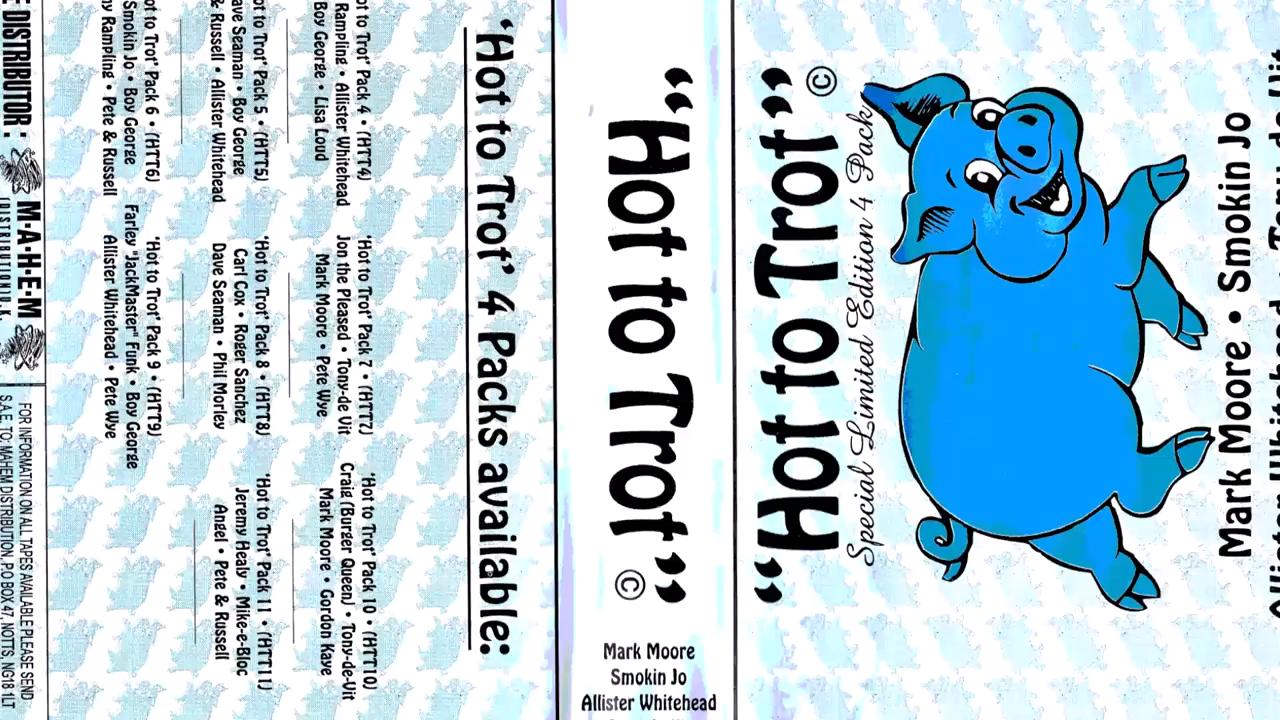 "Hot to Trot" ©
Special Limited Edition 4 Pack
Mark Moore • Smokin Jo
"Hot to Trot" ©
Mark Moore
Smokin Jo
Allister Whitehead
'Hot to Trot' 4 Packs available:
ot to Trot' Pack 4 • (HTT4)
Rampling • Allister Whitehead
Boy George • Lisa Loud
ot to Trot' Pack 5 • (HTT5)
ave Seaman • Boy George
& Russell • Allister Whitehead
ot to Trot' Pack 6 • (HTT6)
Smokin Jo • Boy George
y Rampling • Pete & Russell
'Hot to Trot' Pack 7 • (HTT7)
Jon the Pleased • Tony-de Vit
Mark Moore • Pete Wye
'Hot to Trot' Pack 8 • (HTT8)
Carl Cox • Roger Sanchez
Dave Seaman • Phil Morley
'Hot to Trot' Pack 9 • (HTT9)
Farley "JackMaster" Funk • Boy George
Allister Whitehead • Pete Wye
'Hot to Trot' Pack 10 • (HTT10)
Craig (Burger Queen) • Tony-de-Vit
Mark Moore • Gordon Kaye
'Hot to Trot' Pack 11 • (HTT11)
Jeremy Healy • Mike-e-Bloc
Angel • Pete & Russell
E DISTRIBUTOR :
M·A·H·E·M
(DISTRIBUTION) U.K.
FOR INFORMATION ON ALL TAPES AVAILABLE PLEASE SEND
S.A.E. TO: MAHEM DISTRIBUTION, P.O BOX 47, NOTTS, NG18 1LT